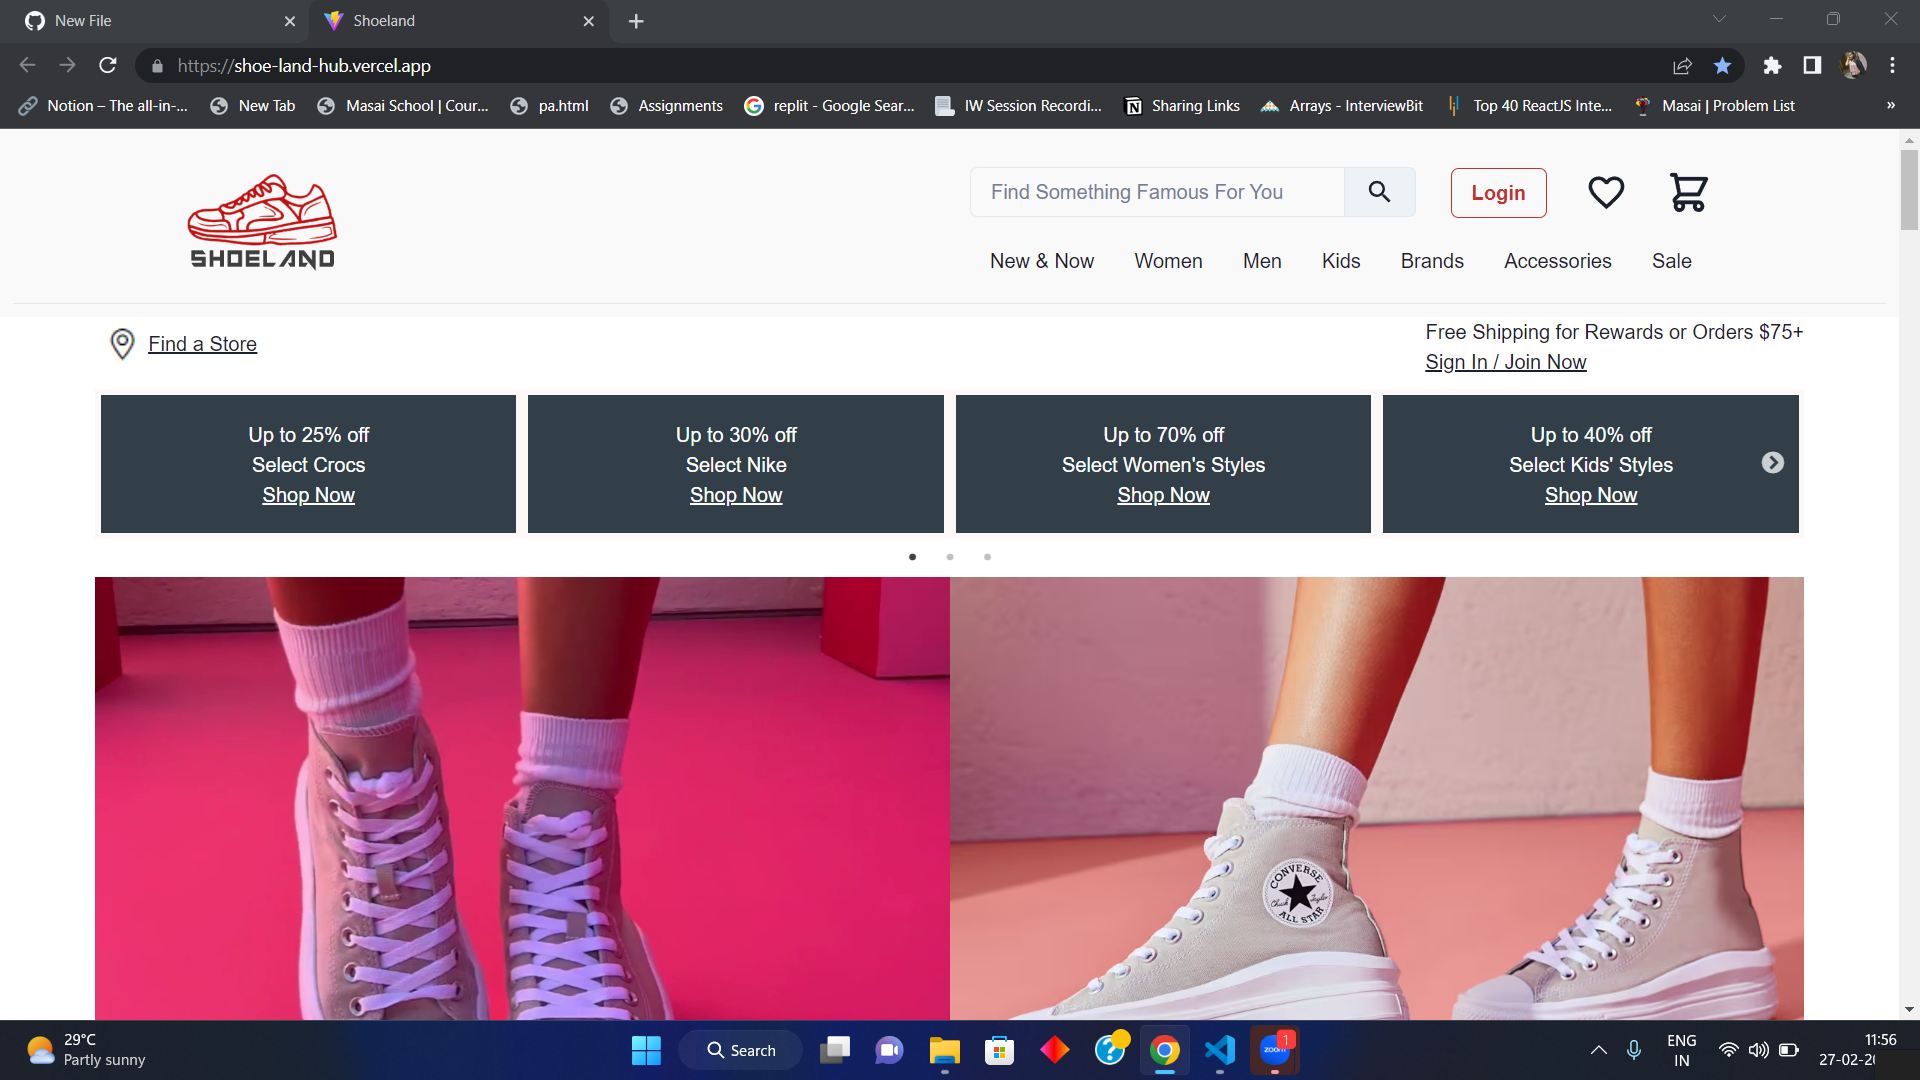 New File
Shoeland
https://shoe-land-hub.vercel.app
Notion – The all-in-...
New Tab
Masai School | Cour...
pa.html
Assignments
replit - Google Sear...
IW Session Recordi...
Sharing Links
Arrays - InterviewBit
Top 40 ReactJS Inte...
Masai | Problem List
»
SHOELAND
Find Something Famous For You
Login
New & Now
Women
Men
Kids
Brands
Accessories
Sale
Find a Store
Free Shipping for Rewards or Orders $75+
Sign In / Join Now
Up to 25% off
Select Crocs
Shop Now
Up to 30% off
Select Nike
Shop Now
Up to 70% off
Select Women's Styles
Shop Now
Up to 40% off
Select Kids' Styles
Shop Now
CONVERSE
Chuck Taylor
ALL STAR
29°C
Partly sunny
Search
zoom
1
ENG
IN
11:56
27-02-20